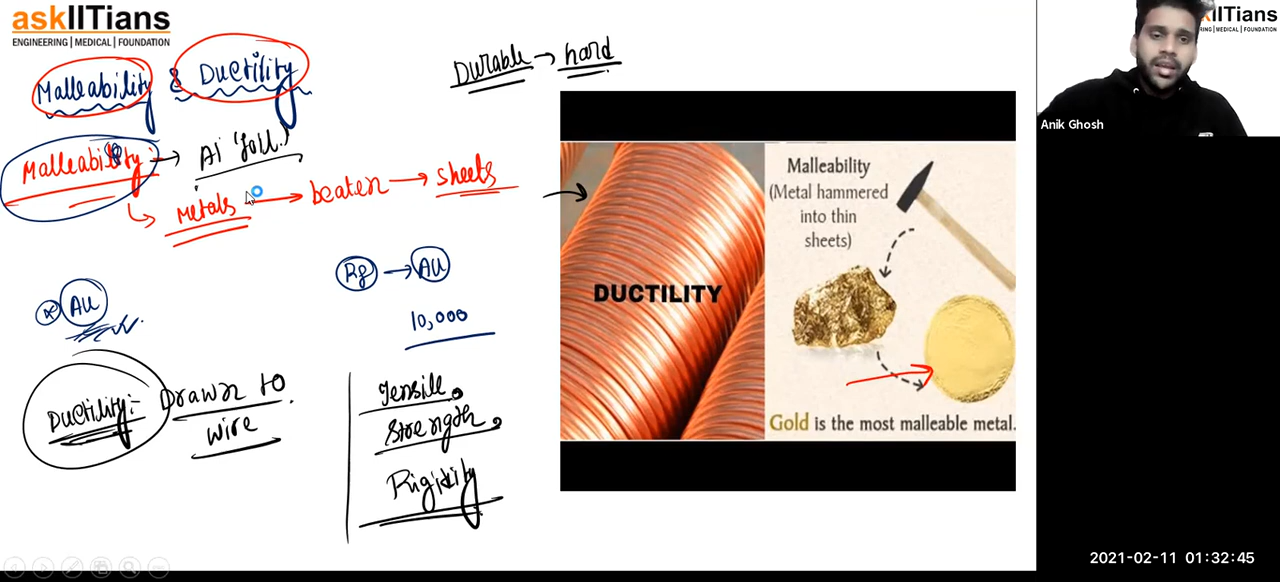 askIITians
ENGINEERING | MEDICAL | FOUNDATION
Malleability & Ductility
Durable → hard
Malleability :- → Al foil
Metals → beaten → sheets
Rg → Au
10,000
Au
Ductility:- Drawn to
wire
Tensile
Strength
Rigidity
DUCTILITY
Malleability
(Metal hammered
into thin
sheets)
Gold is the most malleable metal.
IITians
RING | MEDICAL | FOUNDATION
Anik Ghosh
2021-02-11 01:32:45